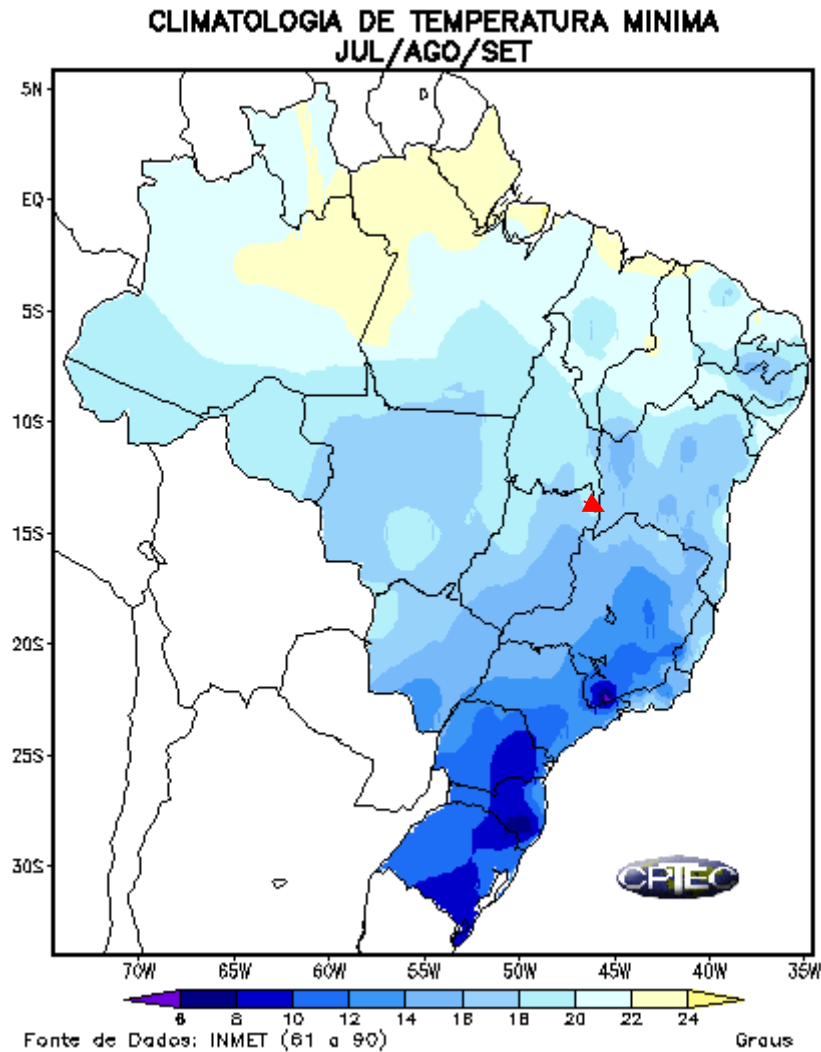 CLIMATOLOGIA DE TEMPERATURA MINIMA
JUL/AGO/SET
5N
EQ
5S
10S
15S
20S
25S
30S
CPTEC
70W 65W 60W 55W 50W 45W 40W 35W
6 8 10 12 14 16 18 20 22 24
Fonte de Dados: INMET (61 a 90) Graus